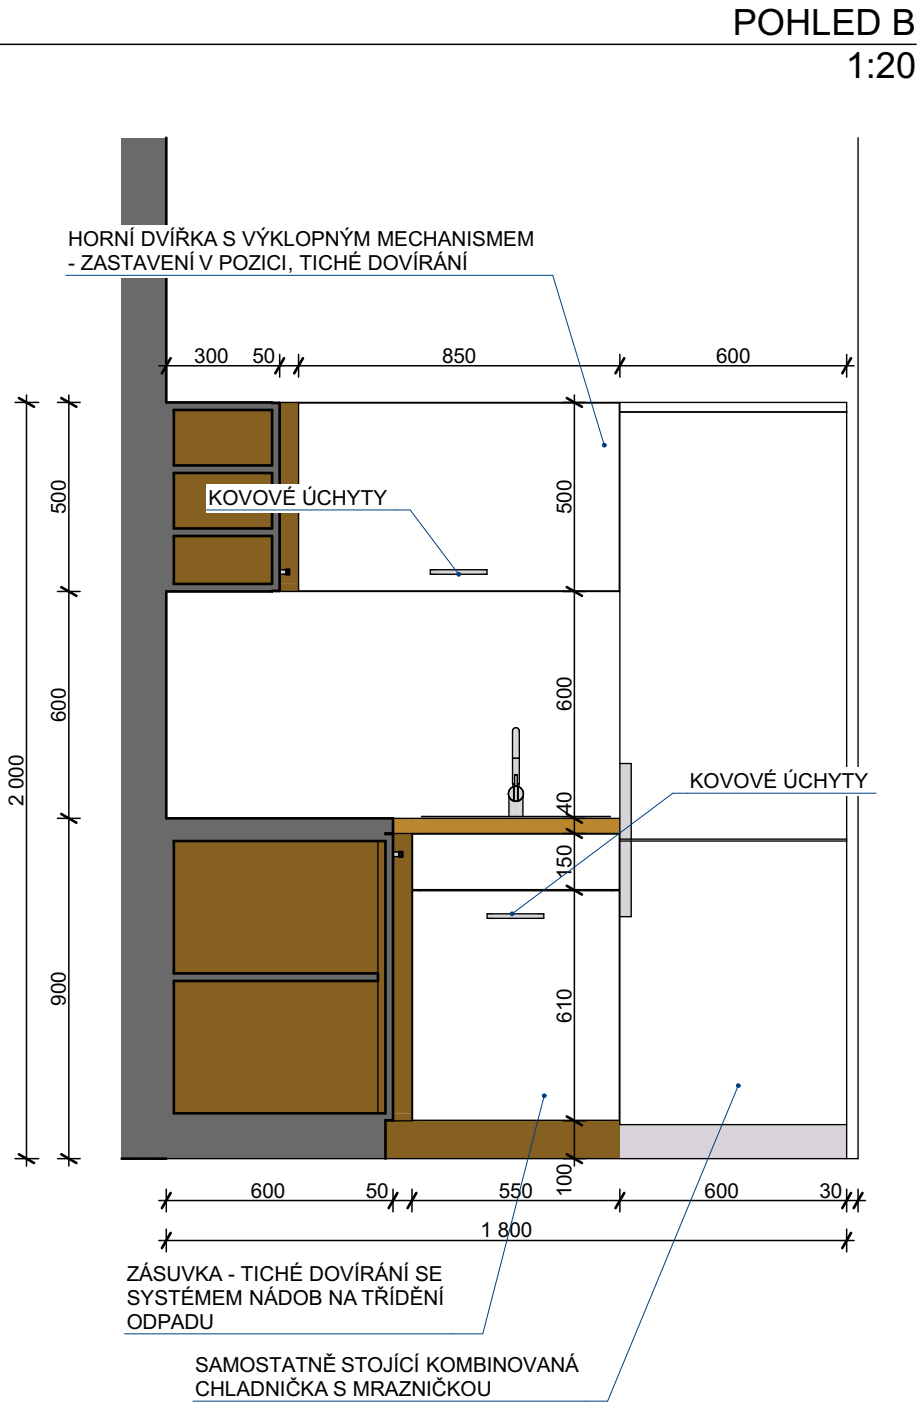 POHLED B
1:20
HORNÍ DVÍŘKA S VÝKLOPNÝM MECHANISMEM
- ZASTAVENÍ V POZICI, TICHÉ DOVÍRÁNÍ
300 50 850 600
500
KOVOVÉ ÚCHYTY
500
600
600
2 000
KOVOVÉ ÚCHYTY
40
150
900
610
100
600 50 550 600 30
1 800
ZÁSUVKA - TICHÉ DOVÍRÁNÍ SE
SYSTÉMEM NÁDOB NA TŘÍDĚNÍ
ODPADU
SAMOSTATNĚ STOJÍCÍ KOMBINOVANÁ
CHLADNIČKA S MRAZNIČKOU